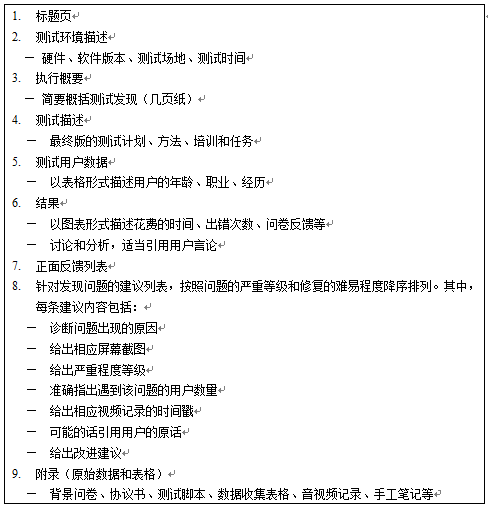 1. 标题页
2. 测试环境描述
— 硬件、软件版本、测试场地、测试时间
3. 执行概要
— 简要概括测试发现（几页纸）
4. 测试描述
— 最终版的测试计划、方法、培训和任务
5. 测试用户数据
— 以表格形式描述用户的年龄、职业、经历
6. 结果
— 以图表形式描述花费的时间、出错次数、问卷反馈等
— 讨论和分析，适当引用用户言论
7. 正面反馈列表
8. 针对发现问题的建议列表，按照问题的严重等级和修复的难易程度降序排列。其中，
每条建议内容包括：
— 诊断问题出现的原因
— 给出相应屏幕截图
— 给出严重程度等级
— 准确指出遇到该问题的用户数量
— 给出相应视频记录的时间戳
— 可能的话引用用户的原话
— 给出改进建议
9. 附录（原始数据和表格）
— 背景问卷、协议书、测试脚本、数据收集表格、音视频记录、手工笔记等